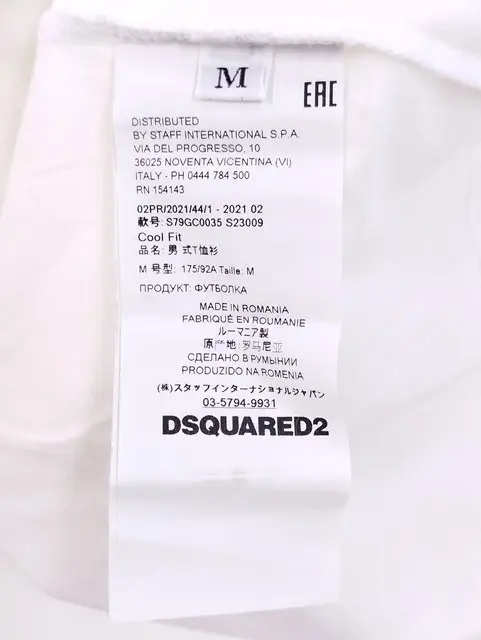 M
EAC
DISTRIBUTED
BY STAFF INTERNATIONAL S.P.A.
VIA DEL PROGRESSO, 10
36025 NOVENTA VICENTINA (VI)
ITALY - PH 0444 784 500
RN 154143
02PR/2021/44/1 - 2021 02
款号: S79GC0035 S23009
Cool Fit
品名: 男 式T恤衫
M 号型: 175/92A Taille: M
ПРОДУКТ: ФУТБОЛКА
MADE IN ROMANIA
FABRIQUÉ EN ROUMANIE
ルーマニア製
原产地:罗马尼亚
СДЕЛАНО В РУМЫНИИ
PRODUZIDO NA ROMENIA
(株)スタッフインターナショナルジャパン
03-5794-9931
DSQUARED2